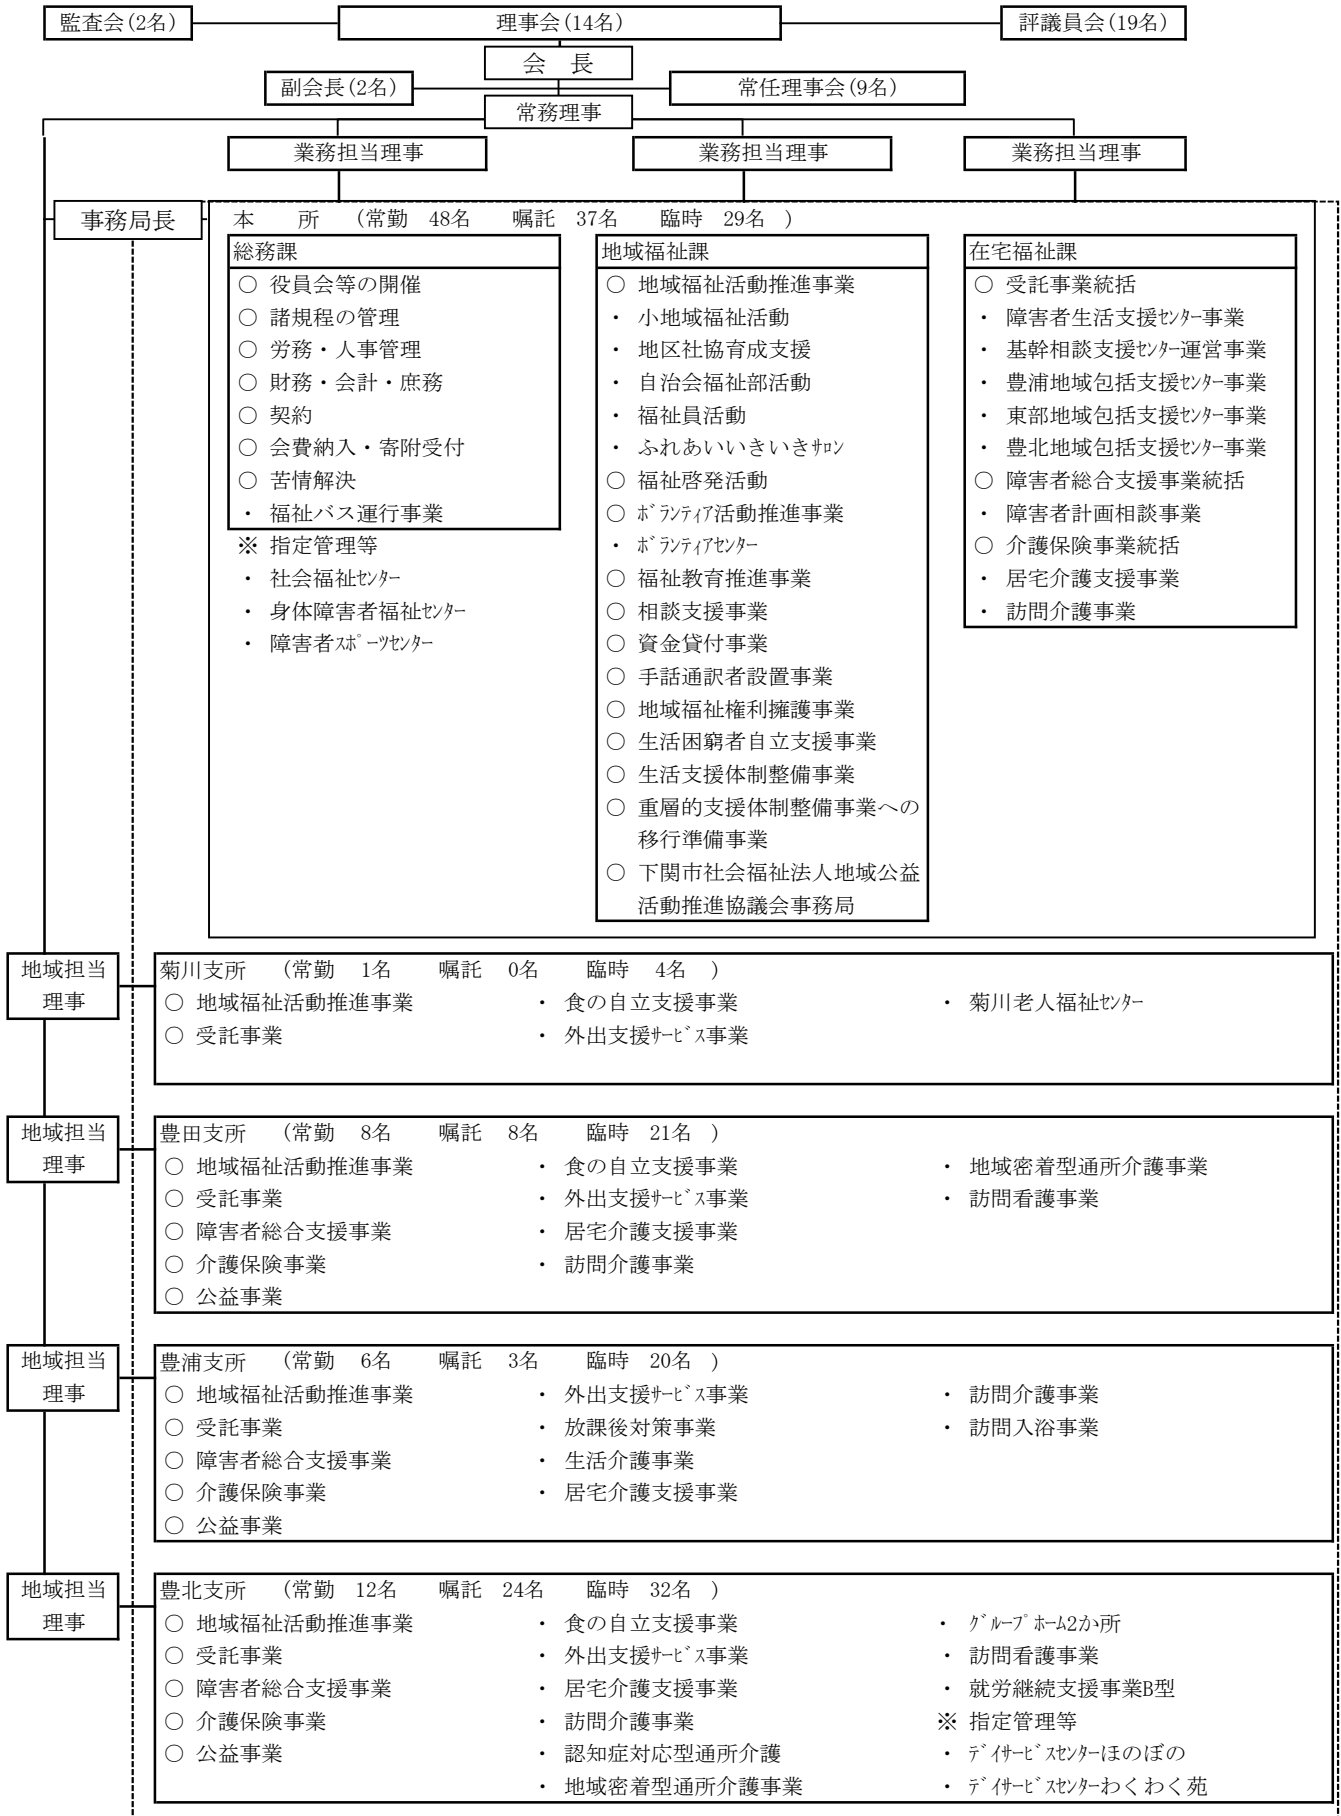 監査会(2名)
理事会(14名)
評議員会(19名)
会　長
副会長(2名)
常任理事会(9名)
常務理事
業務担当理事
業務担当理事
業務担当理事
事務局長
本　所　(常勤 48名　嘱託 37名　臨時 29名 )
総務課
○ 役員会等の開催
○ 諸規程の管理
○ 労務・人事管理
○ 財務・会計・庶務
○ 契約
○ 会費納入・寄附受付
○ 苦情解決
・ 福祉バス運行事業
※ 指定管理等
・ 社会福祉ｾﾝﾀｰ
・ 身体障害者福祉ｾﾝﾀｰ
・ 障害者ｽﾎﾟｰﾂｾﾝﾀｰ
地域福祉課
○ 地域福祉活動推進事業
・ 小地域福祉活動
・ 地区社協育成支援
・ 自治会福祉部活動
・ 福祉員活動
・ ふれあいいきいきｻﾛﾝ
○ 福祉啓発活動
○ ﾎﾞﾗﾝﾃｨｱ活動推進事業
・ ﾎﾞﾗﾝﾃｨｱｾﾝﾀｰ
○ 福祉教育推進事業
○ 相談支援事業
○ 資金貸付事業
○ 手話通訳者設置事業
○ 地域福祉権利擁護事業
○ 生活困窮者自立支援事業
○ 生活支援体制整備事業
○ 重層的支援体制整備事業への
移行準備事業
○ 下関市社会福祉法人地域公益
活動推進協議会事務局
在宅福祉課
○ 受託事業統括
・ 障害者生活支援ｾﾝﾀｰ事業
・ 基幹相談支援ｾﾝﾀｰ運営事業
・ 豊浦地域包括支援ｾﾝﾀｰ事業
・ 東部地域包括支援ｾﾝﾀｰ事業
・ 豊北地域包括支援ｾﾝﾀｰ事業
○ 障害者総合支援事業統括
・ 障害者計画相談事業
○ 介護保険事業統括
・ 居宅介護支援事業
・ 訪問介護事業
地域担当
理事
菊川支所　(常勤 1名　嘱託 0名　臨時 4名 )
○ 地域福祉活動推進事業
○ 受託事業
・ 食の自立支援事業
・ 外出支援ｻｰﾋﾞｽ事業
・ 菊川老人福祉ｾﾝﾀｰ
地域担当
理事
豊田支所　(常勤 8名　嘱託 8名　臨時 21名 )
○ 地域福祉活動推進事業
○ 受託事業
○ 障害者総合支援事業
○ 介護保険事業
○ 公益事業
・ 食の自立支援事業
・ 外出支援ｻｰﾋﾞｽ事業
・ 居宅介護支援事業
・ 訪問介護事業
・ 地域密着型通所介護事業
・ 訪問看護事業
地域担当
理事
豊浦支所　(常勤 6名　嘱託 3名　臨時 20名 )
○ 地域福祉活動推進事業
○ 受託事業
○ 障害者総合支援事業
○ 介護保険事業
○ 公益事業
・ 外出支援ｻｰﾋﾞｽ事業
・ 放課後対策事業
・ 生活介護事業
・ 居宅介護支援事業
・ 訪問介護事業
・ 訪問入浴事業
地域担当
理事
豊北支所　(常勤 12名　嘱託 24名　臨時 32名 )
○ 地域福祉活動推進事業
○ 受託事業
○ 障害者総合支援事業
○ 介護保険事業
○ 公益事業
・ 食の自立支援事業
・ 外出支援ｻｰﾋﾞｽ事業
・ 居宅介護支援事業
・ 訪問介護事業
・ 認知症対応型通所介護
・ 地域密着型通所介護事業
・ ｸﾞﾙｰﾌﾟﾎｰﾑ2か所
・ 訪問看護事業
・ 就労継続支援事業B型
※ 指定管理等
・ ﾃﾞｲｻｰﾋﾞｽｾﾝﾀｰほのぼの
・ ﾃﾞｲｻｰﾋﾞｽｾﾝﾀｰわくわく苑